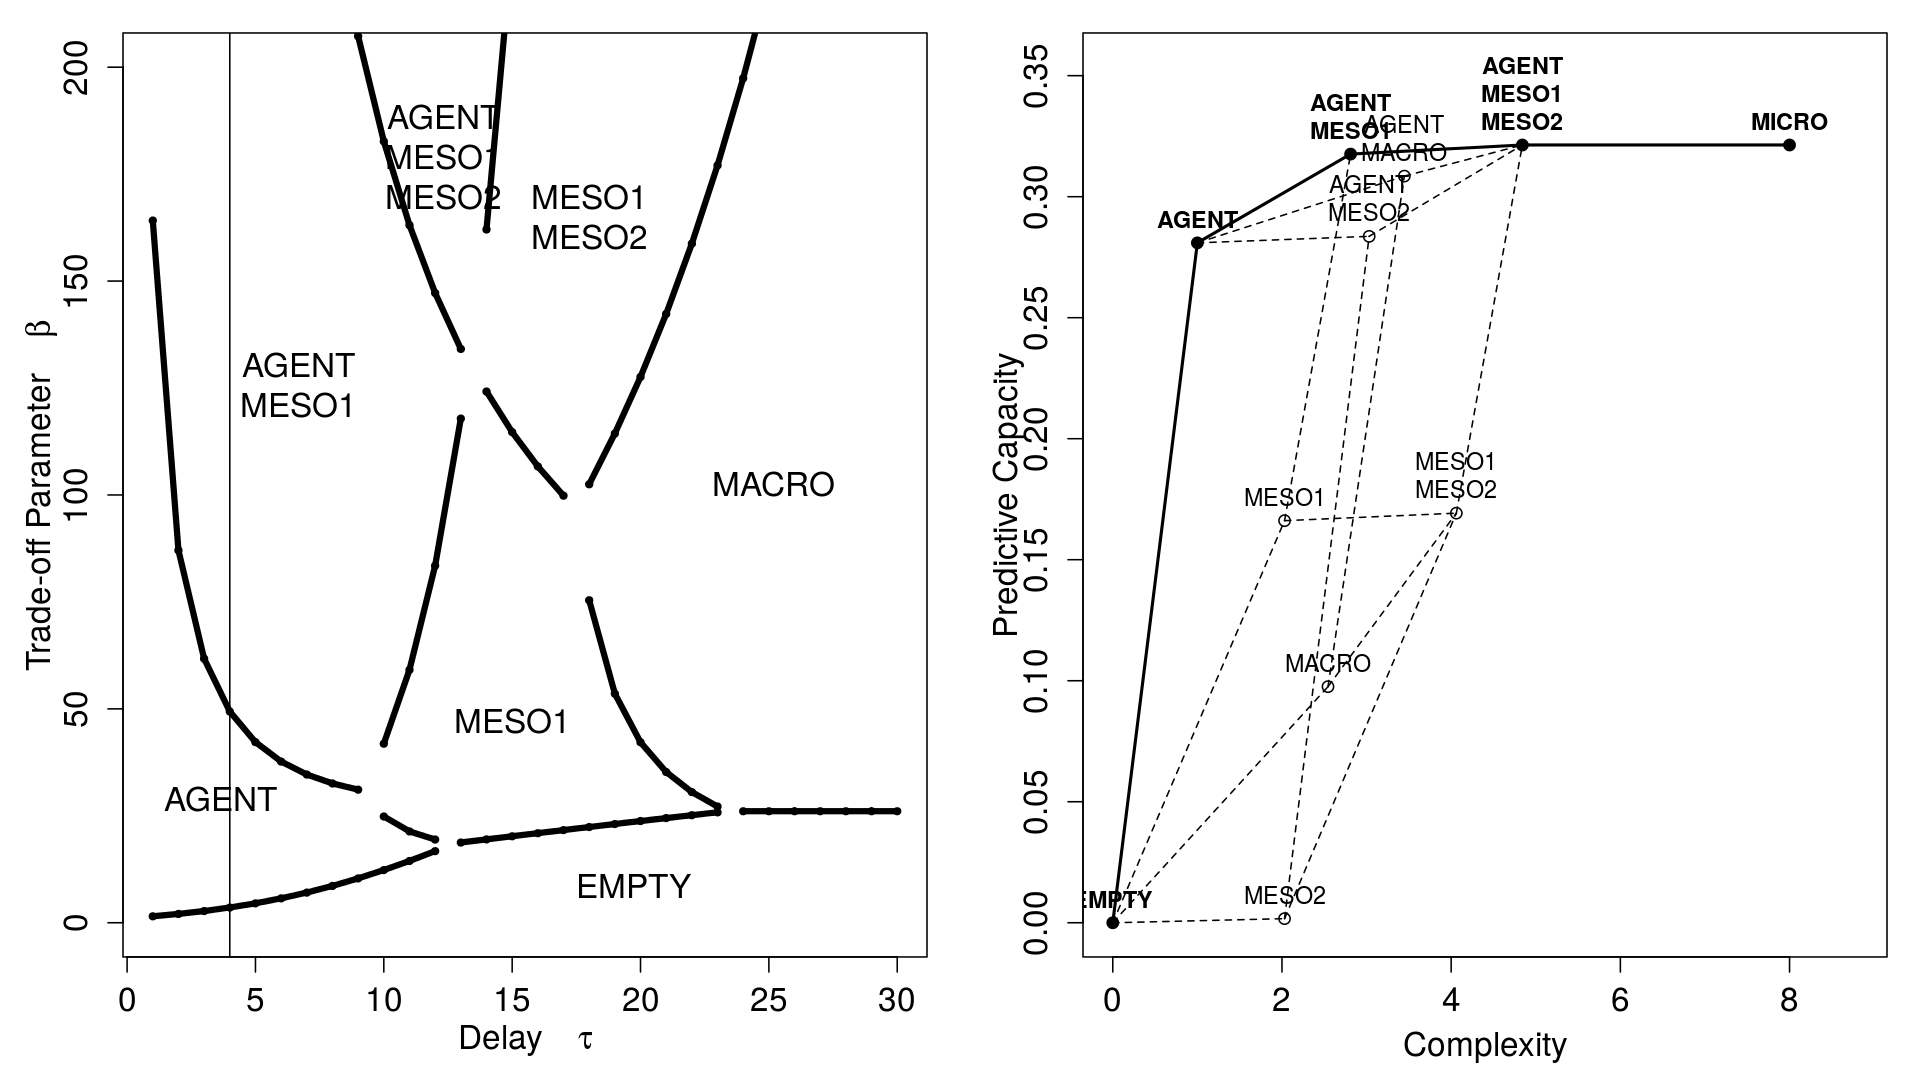 200
150
100
50
0
Trade-off Parameter β
AGENT
MESO1
MESO2
MESO1
MESO2
AGENT
MESO1
MACRO
MESO1
AGENT
EMPTY
0 5 10 15 20 25 30
Delay τ
0.35
0.30
0.25
0.20
0.15
0.10
0.05
0.00
Predictive Capacity
AGENT
MESO1
MESO2
MICRO
AGENT
MESO1
AGENT
MACRO
AGENT
MESO2
AGENT
MESO1
MESO2
MESO1
MACRO
MESO2
EMPTY
0 2 4 6 8
Complexity